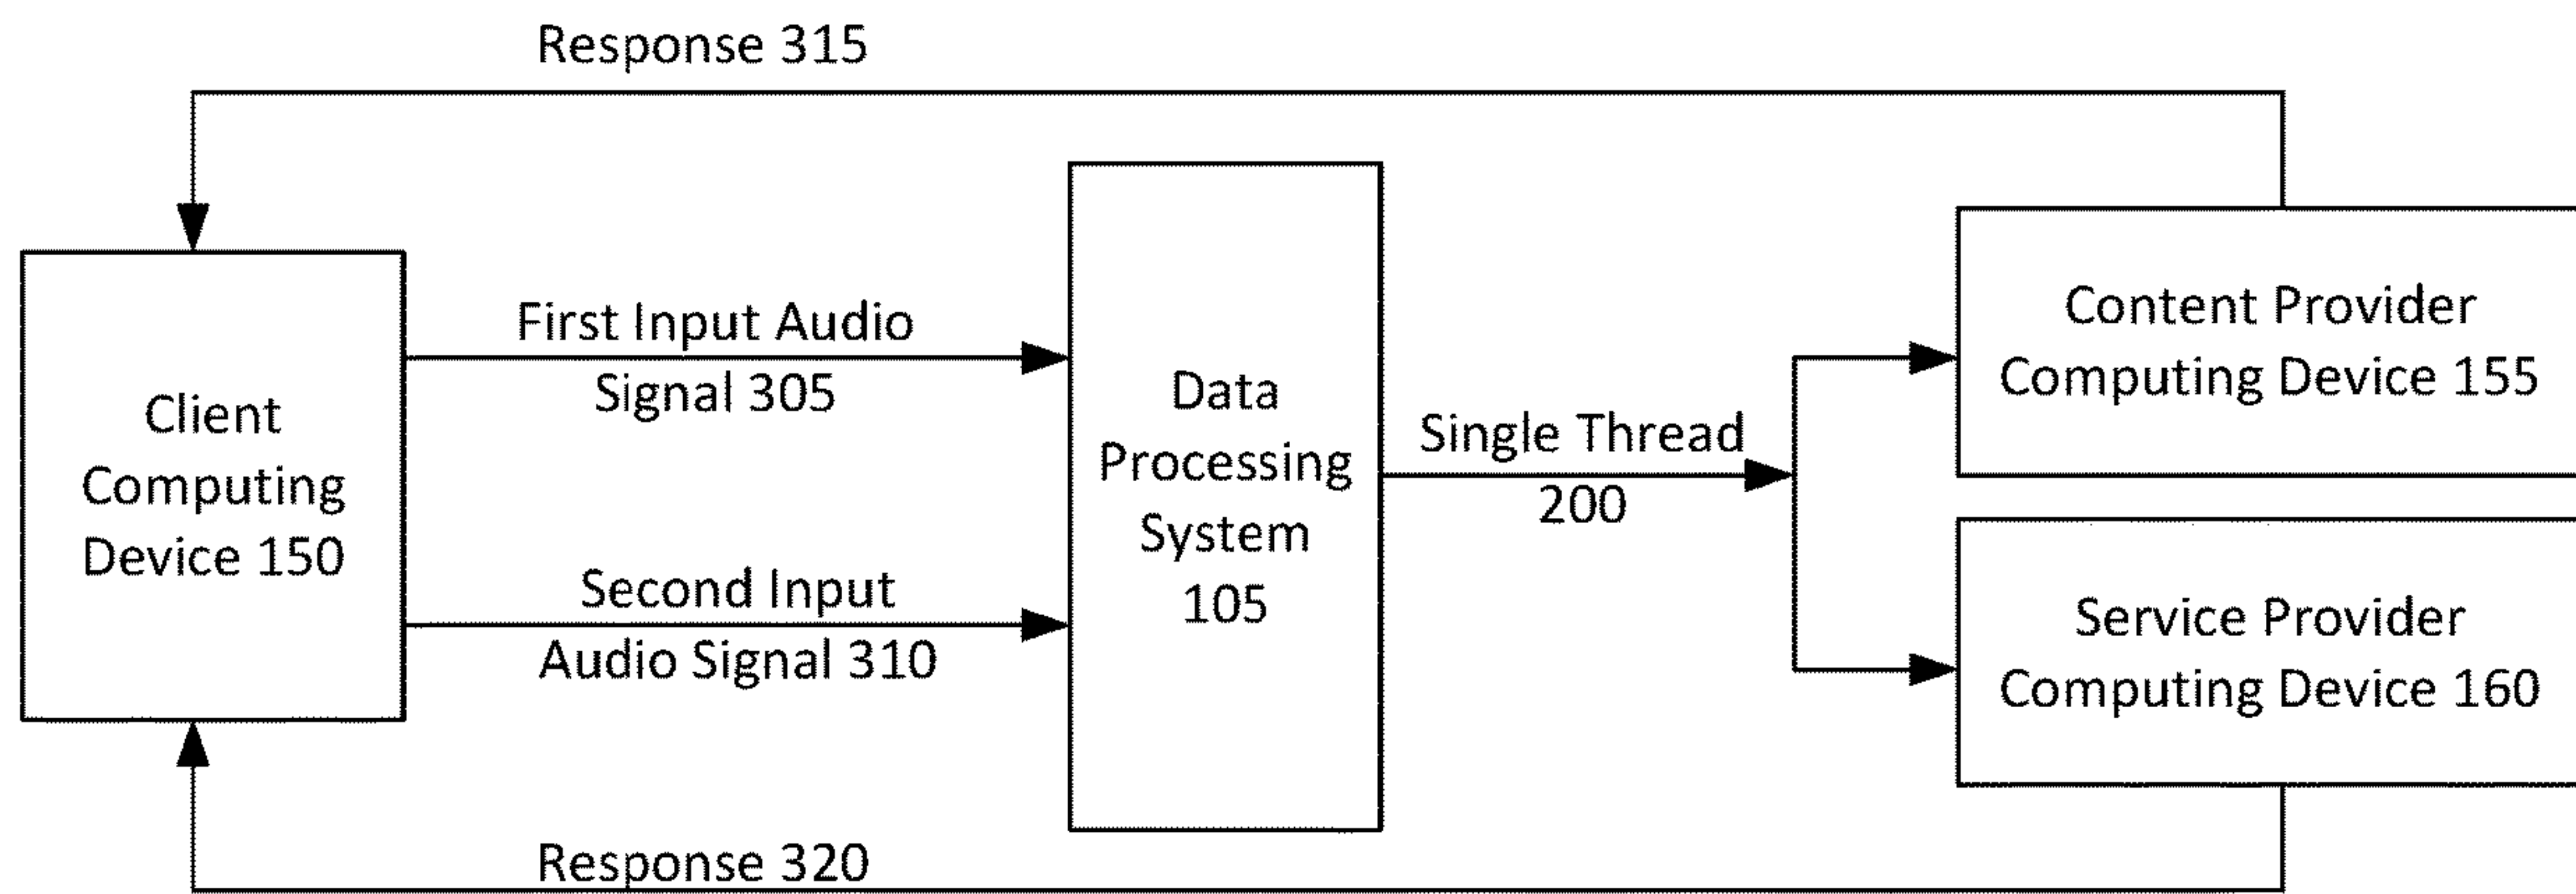 Response 315
First Input Audio
Signal 305
Client
Computing
Device 150
Second Input
Audio Signal 310
Data
Processing
System
105
Single Thread
200
Content Provider
Computing Device 155
Service Provider
Computing Device 160
Response 320